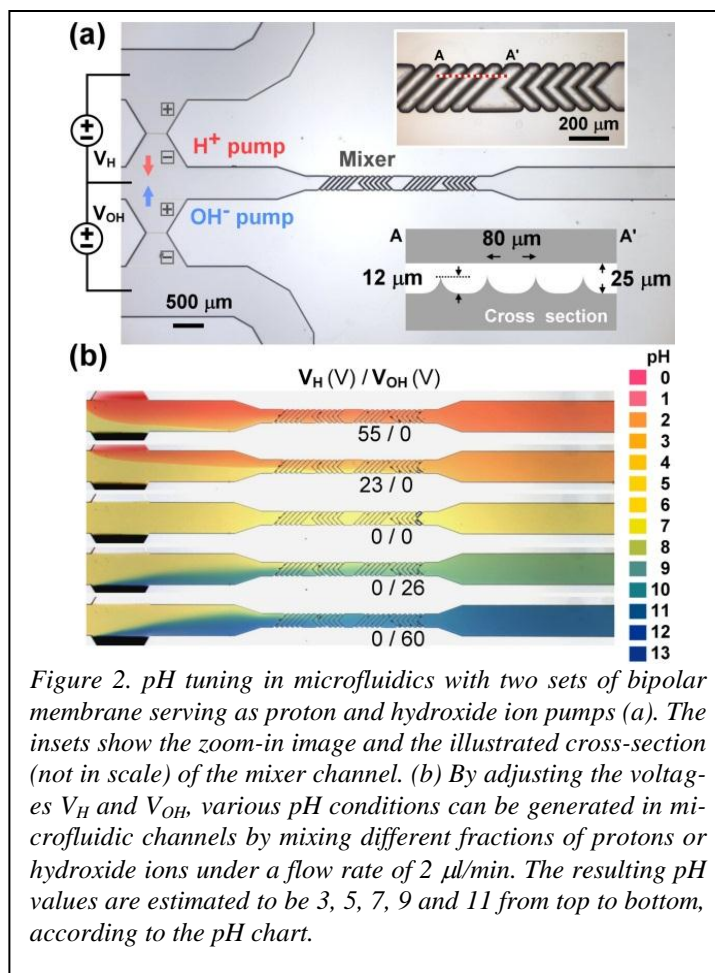 (a)
A A'
200 µm
+
V_H
−
H⁺ pump
Mixer
+
V_OH
OH⁻ pump
−
A 80 µm A'
12 µm
25 µm
Cross section
500 µm
(b)
V_H (V) / V_OH (V)
pH
0
1
2
3
4
5
6
7
8
9
10
11
12
13
55 / 0
23 / 0
0 / 0
0 / 26
0 / 60
Figure 2. pH tuning in microfluidics with two sets of bipolar
membrane serving as proton and hydroxide ion pumps (a). The
insets show the zoom-in image and the illustrated cross-section
(not in scale) of the mixer channel. (b) By adjusting the voltag-
es V_H and V_OH, various pH conditions can be generated in mi-
crofluidic channels by mixing different fractions of protons or
hydroxide ions under a flow rate of 2 µl/min. The resulting pH
values are estimated to be 3, 5, 7, 9 and 11 from top to bottom,
according to the pH chart.